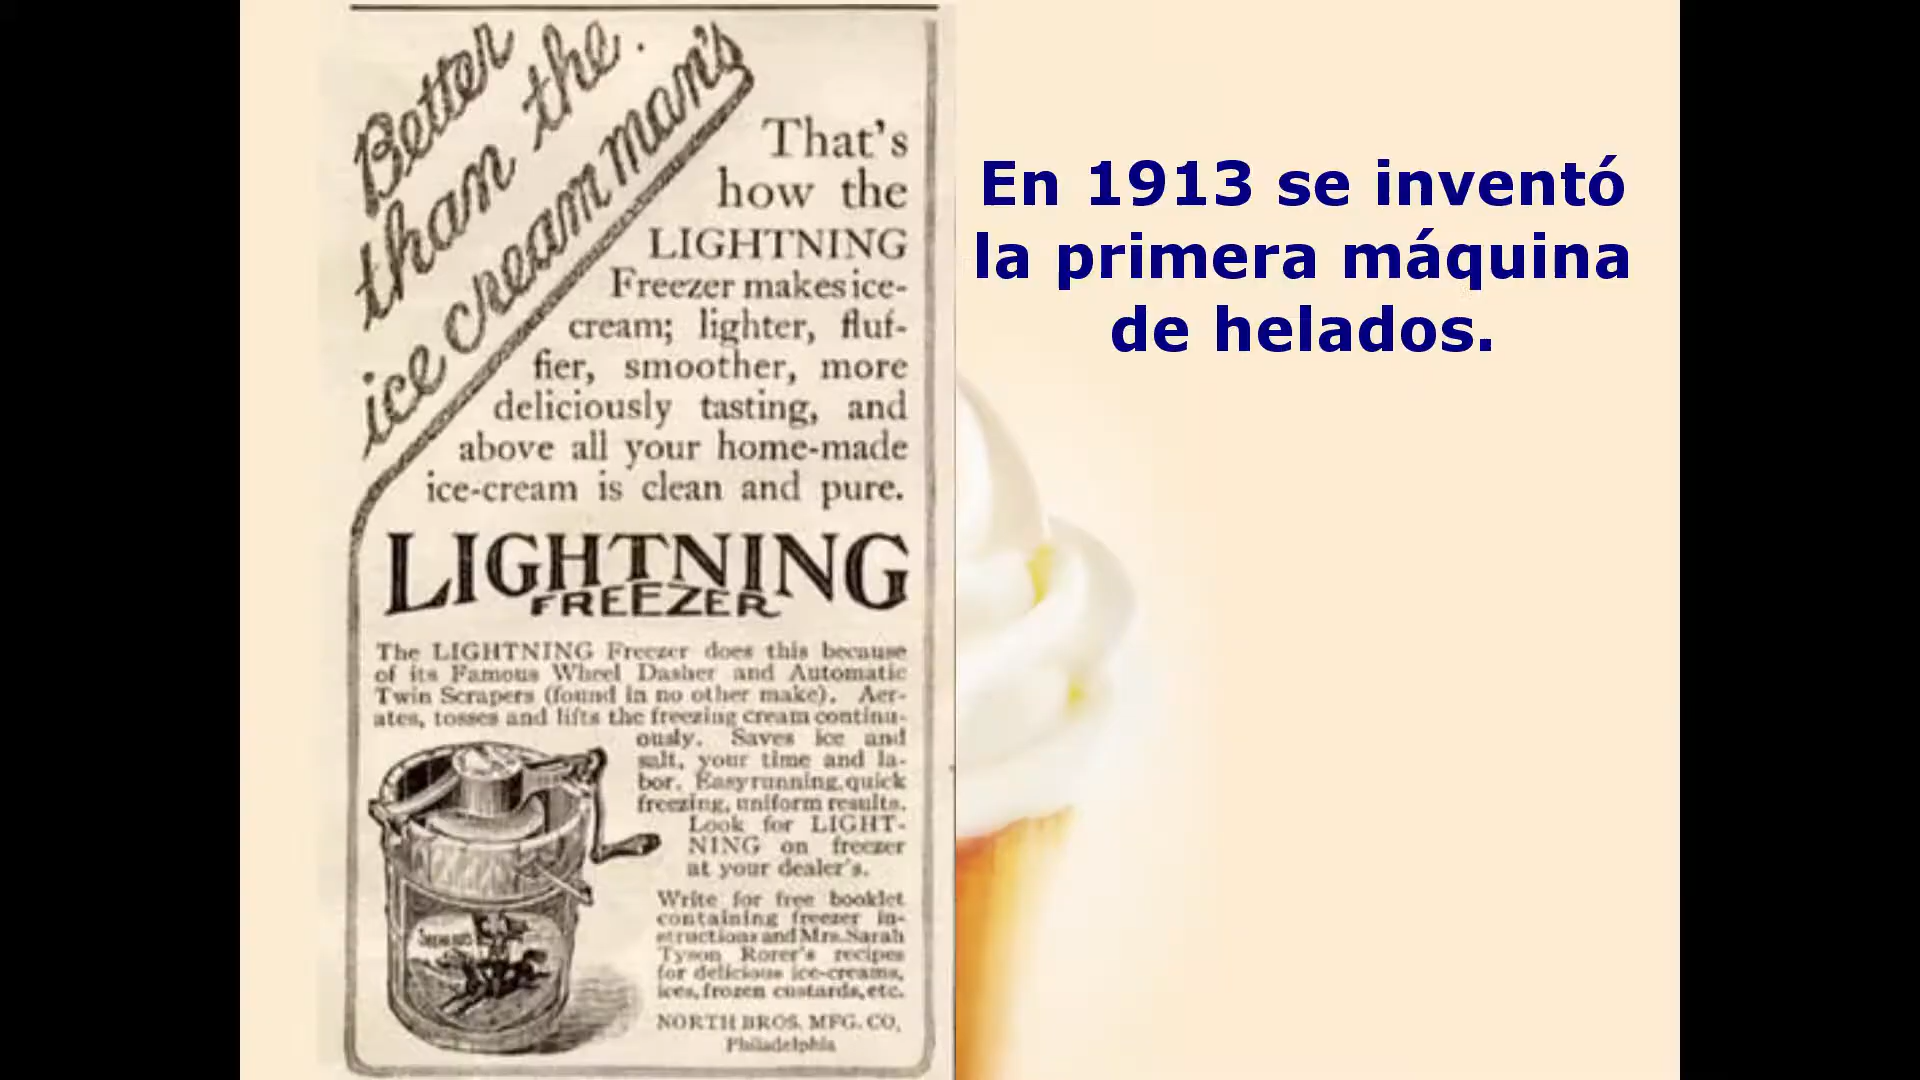 Better
than the
ice cream man's
That's
how the
LIGHTNING
Freezer makes ice-
cream; lighter, fluf-
fier, smoother, more
deliciously tasting, and
above all your home-made
ice-cream is clean and pure.
LIGHTNING
FREEZER
The LIGHTNING Freezer does this because
of its Famous Wheel Dasher and Automatic
Twin Scrapers (found in no other make). Aer-
ates, tosses and lifts the freezing cream continu-
ously. Saves ice and
salt, your time and la-
bor. Easy running, quick
freezing, uniform results.
Look for LIGHT-
NING on freezer
at your dealer's.
Write for free booklet
containing freezer in-
structions and Mrs. Sarah
Tyson Rorer's recipes
for delicious ice-creams,
ices, frozen custards, etc.
NORTH BROS. MFG. CO,
Philadelphia
En 1913 se inventó
la primera máquina
de helados.